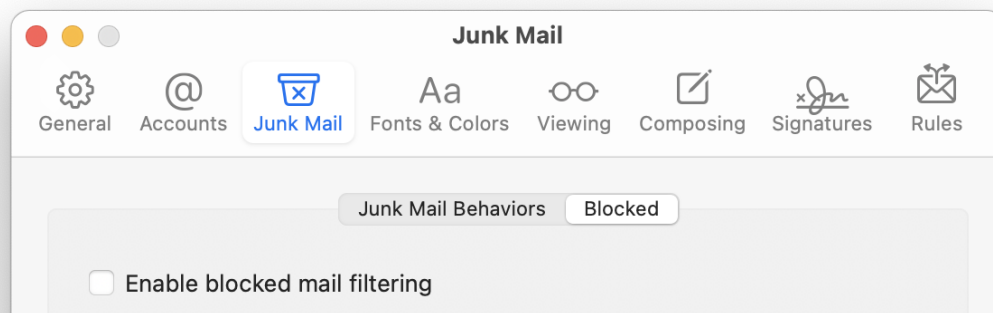 Junk Mail
General Accounts Junk Mail Fonts & Colors Viewing Composing Signatures Rules
Junk Mail Behaviors Blocked
Enable blocked mail filtering